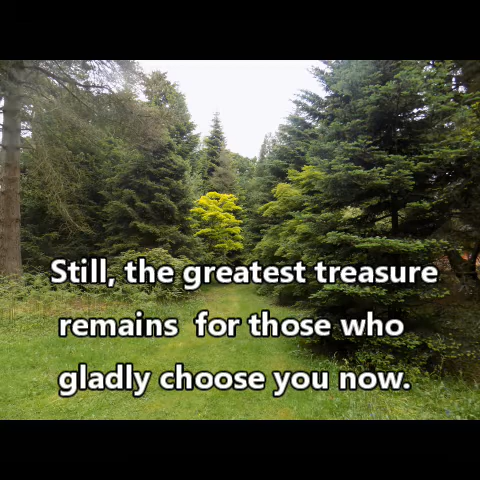 Still, the greatest treasure
remains  for those who
gladly choose you now.